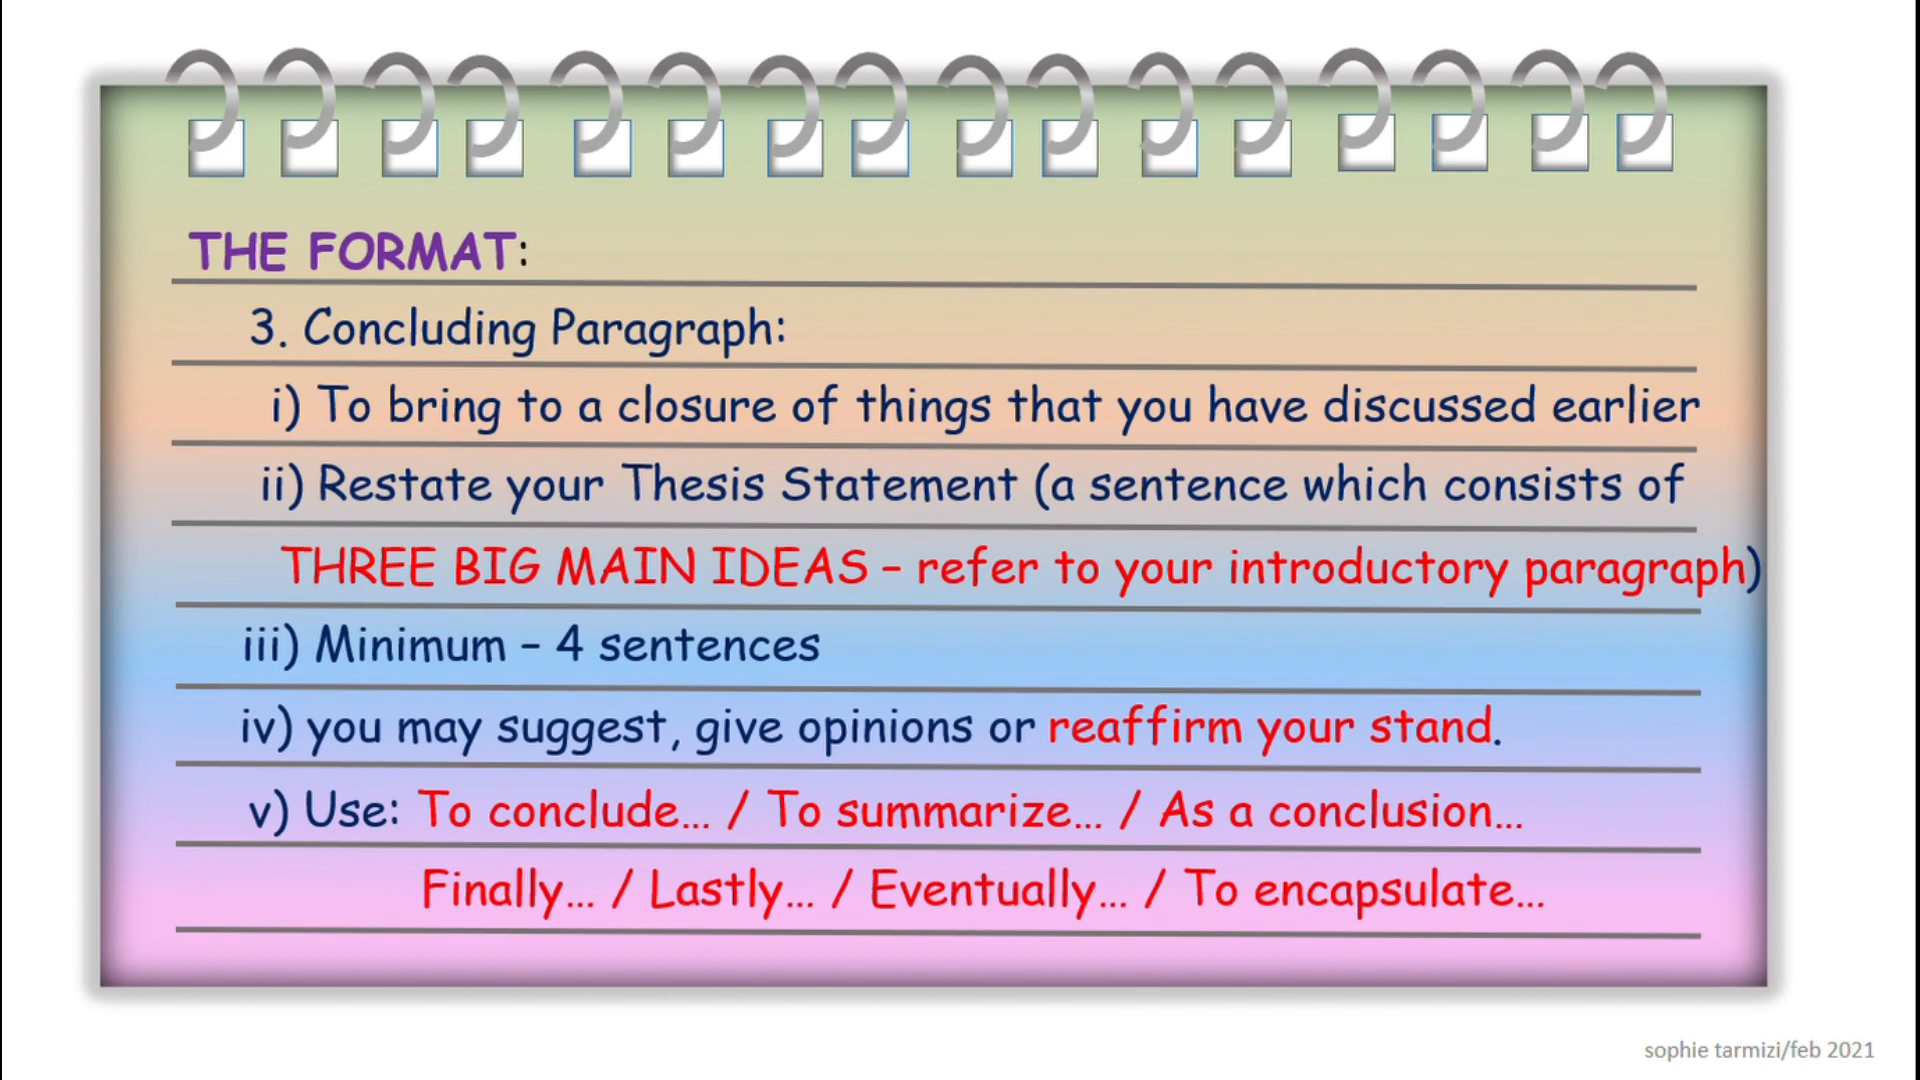 THE FORMAT:
3. Concluding Paragraph:
i) To bring to a closure of things that you have discussed earlier
ii) Restate your Thesis Statement (a sentence which consists of
THREE BIG MAIN IDEAS – refer to your introductory paragraph)
iii) Minimum – 4 sentences
iv) you may suggest, give opinions or reaffirm your stand.
v) Use: To conclude... / To summarize... / As a conclusion...
Finally... / Lastly... / Eventually... / To encapsulate...
sophie tarmizi/feb 2021